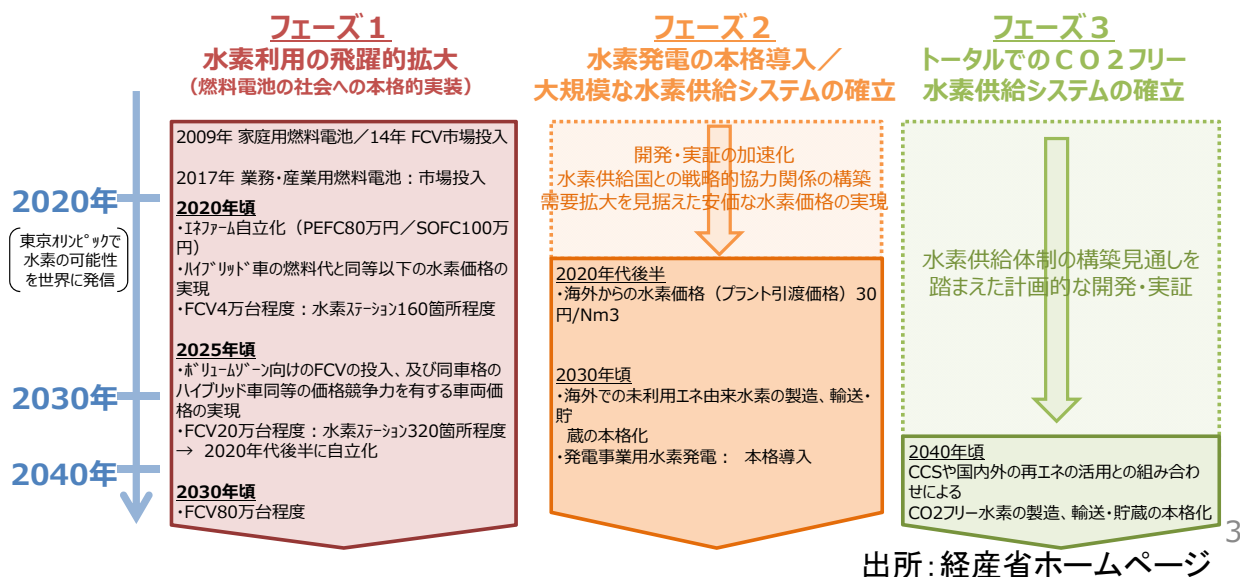 フェーズ1
水素利用の飛躍的拡大
（燃料電池の社会への本格的実装）
フェーズ2
水素発電の本格導入／
大規模な水素供給システムの確立
フェーズ3
トータルでのCO2フリー
水素供給システムの確立
2020年
東京ｵﾘﾝﾋﾟｯｸで
水素の可能性
を世界に発信
2030年
2040年
2009年 家庭用燃料電池／14年 FCV市場投入
2017年 業務・産業用燃料電池：市場投入
2020年頃
・ｴﾈﾌｧｰﾑ自立化（PEFC80万円／SOFC100万
円）
・ﾊｲﾌﾞﾘｯﾄﾞ車の燃料代と同等以下の水素価格の
実現
・FCV4万台程度：水素ｽﾃｰｼｮﾝ160箇所程度
2025年頃
・ﾎﾞﾘｭｰﾑｿﾞｰﾝ向けのFCVの投入、及び同車格の
ハイブリッド車同等の価格競争力を有する車両価
格の実現
・FCV20万台程度：水素ｽﾃｰｼｮﾝ320箇所程度
→ 2020年代後半に自立化
2030年頃
・FCV80万台程度
開発・実証の加速化
水素供給国との戦略的協力関係の構築
需要拡大を見据えた安価な水素価格の実現
2020年代後半
・海外からの水素価格（プラント引渡価格）30
円/Nm3
2030年頃
・海外での未利用エネ由来水素の製造、輸送・
貯
蔵の本格化
・発電事業用水素発電： 本格導入
水素供給体制の構築見通しを
踏まえた計画的な開発・実証
2040年頃
CCSや国内外の再エネの活用との組み合わ
せによる
CO2フリー水素の製造、輸送・貯蔵の本格化
3
出所：経産省ホームページ